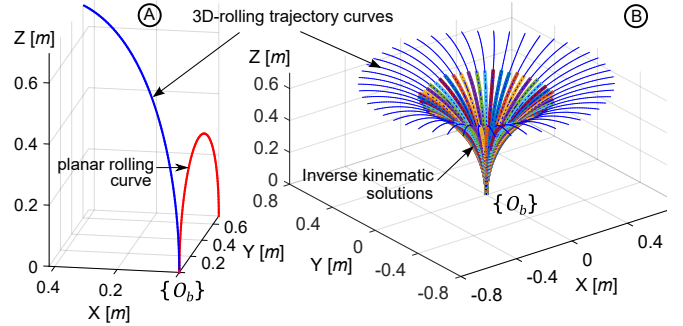 A
3D-rolling trajectory curves
B
Z [m]
0.6
0.4
0.2
0
planar rolling
curve
0.4
0.2
X [m]
{O_b}
0.2
0.4
0.6
Y [m]
Z [m]
0.6
0.4
0.2
0
Inverse kinematic
solutions
{O_b}
0.8
0.4
0
-0.4
-0.8
Y [m]
-0.8
-0.4
0
0.4
X [m]